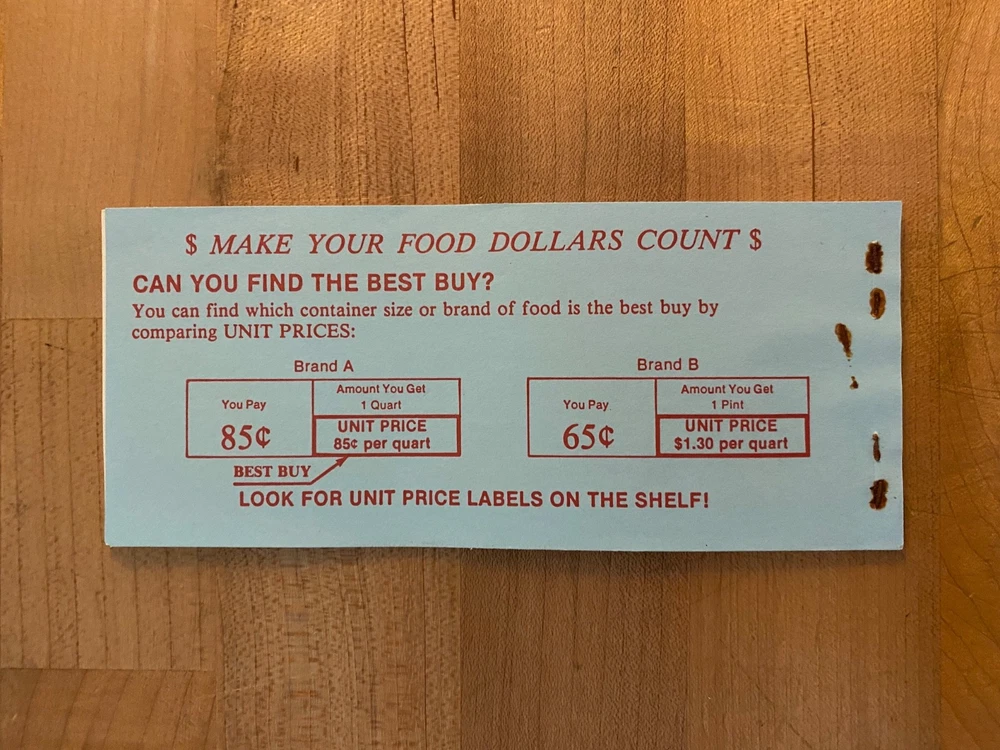 $ MAKE YOUR FOOD DOLLARS COUNT $
CAN YOU FIND THE BEST BUY?
You can find which container size or brand of food is the best buy by
comparing UNIT PRICES:
Brand A
You Pay
85¢
Amount You Get
1 Quart
UNIT PRICE
85¢ per quart
BEST BUY
Brand B
You Pay
65¢
Amount You Get
1 Pint
UNIT PRICE
$1.30 per quart
LOOK FOR UNIT PRICE LABELS ON THE SHELF!